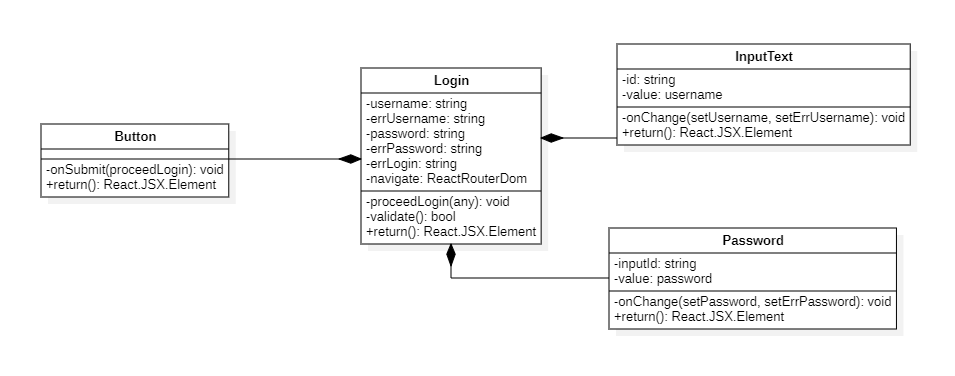 Button
-onSubmit(proceedLogin): void
+return(): React.JSX.Element
Login
-username: string
-errUsername: string
-password: string
-errPassword: string
-errLogin: string
-navigate: ReactRouterDom
-proceedLogin(any): void
-validate(): bool
+return(): React.JSX.Element
InputText
-id: string
-value: username
-onChange(setUsername, setErrUsername): void
+return(): React.JSX.Element
Password
-inputId: string
-value: password
-onChange(setPassword, setErrPassword): void
+return(): React.JSX.Element